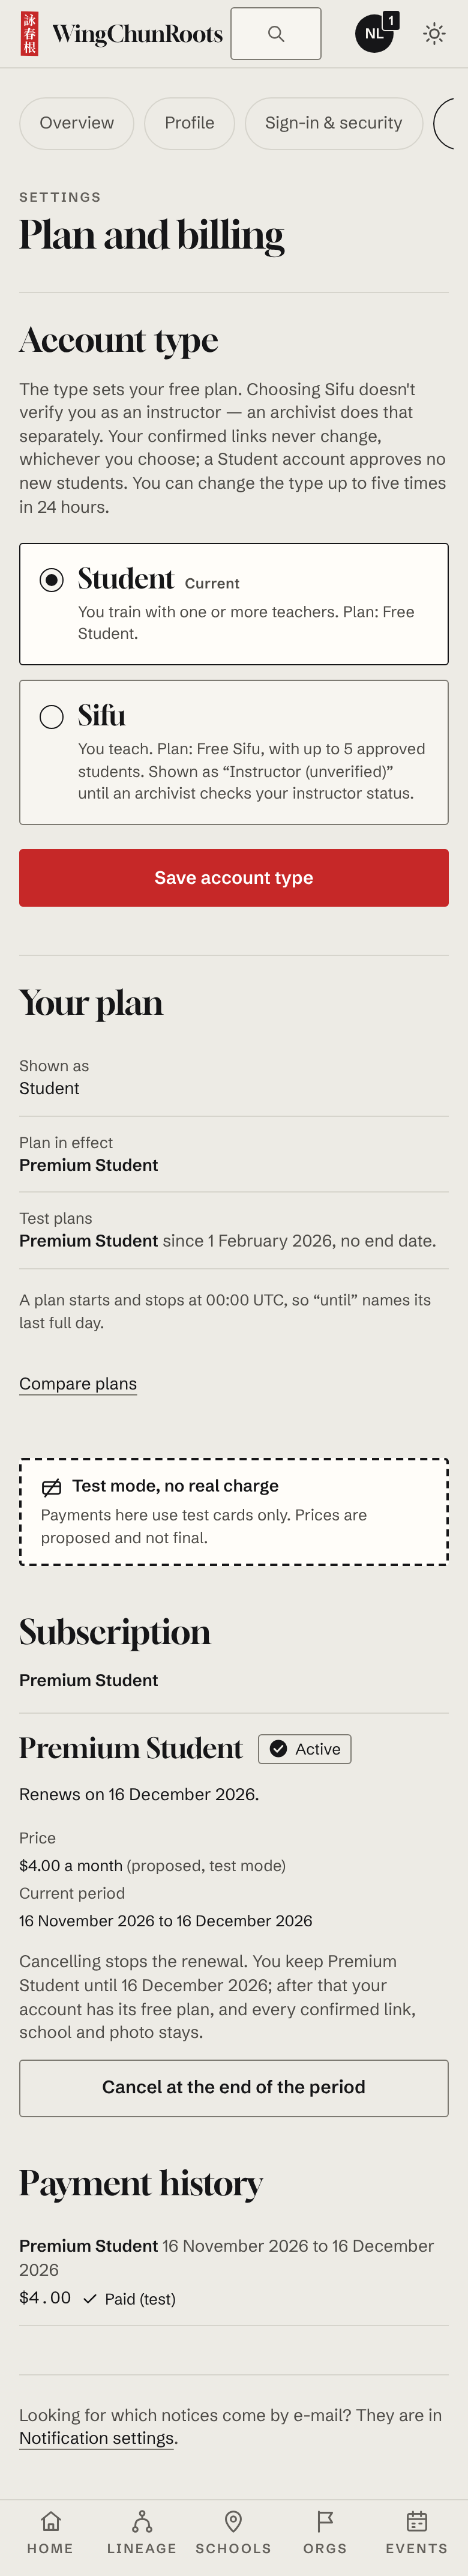 詠春根 WingChunRoots NL 1
Overview Profile Sign-in & security
SETTINGS
Plan and billing
Account type
The type sets your free plan. Choosing Sifu doesn't
verify you as an instructor — an archivist does that
separately. Your confirmed links never change,
whichever you choose; a Student account approves no
new students. You can change the type up to five times
in 24 hours.
Student Current
You train with one or more teachers. Plan: Free
Student.
Sifu
You teach. Plan: Free Sifu, with up to 5 approved
students. Shown as “Instructor (unverified)”
until an archivist checks your instructor status.
Save account type
Your plan
Shown as
Student
Plan in effect
Premium Student
Test plans
Premium Student since 1 February 2026, no end date.
A plan starts and stops at 00:00 UTC, so “until” names its
last full day.
Compare plans
Test mode, no real charge
Payments here use test cards only. Prices are
proposed and not final.
Subscription
Premium Student
Premium Student Active
Renews on 16 December 2026.
Price
$4.00 a month (proposed, test mode)
Current period
16 November 2026 to 16 December 2026
Cancelling stops the renewal. You keep Premium
Student until 16 December 2026; after that your
account has its free plan, and every confirmed link,
school and photo stays.
Cancel at the end of the period
Payment history
Premium Student 16 November 2026 to 16 December
2026
$4.00 Paid (test)
Looking for which notices come by e-mail? They are in
Notification settings.
HOME LINEAGE SCHOOLS ORGS EVENTS